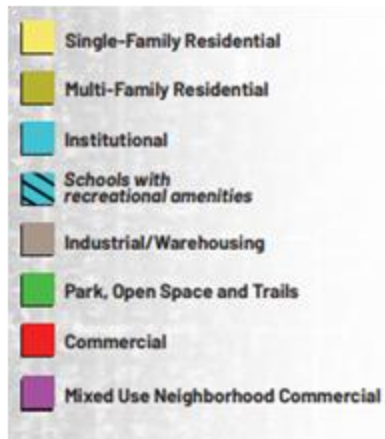 Single-Family Residential
Multi-Family Residential
Institutional
Schools with
recreational amenities
Industrial/Warehousing
Park, Open Space and Trails
Commercial
Mixed Use Neighborhood Commercial